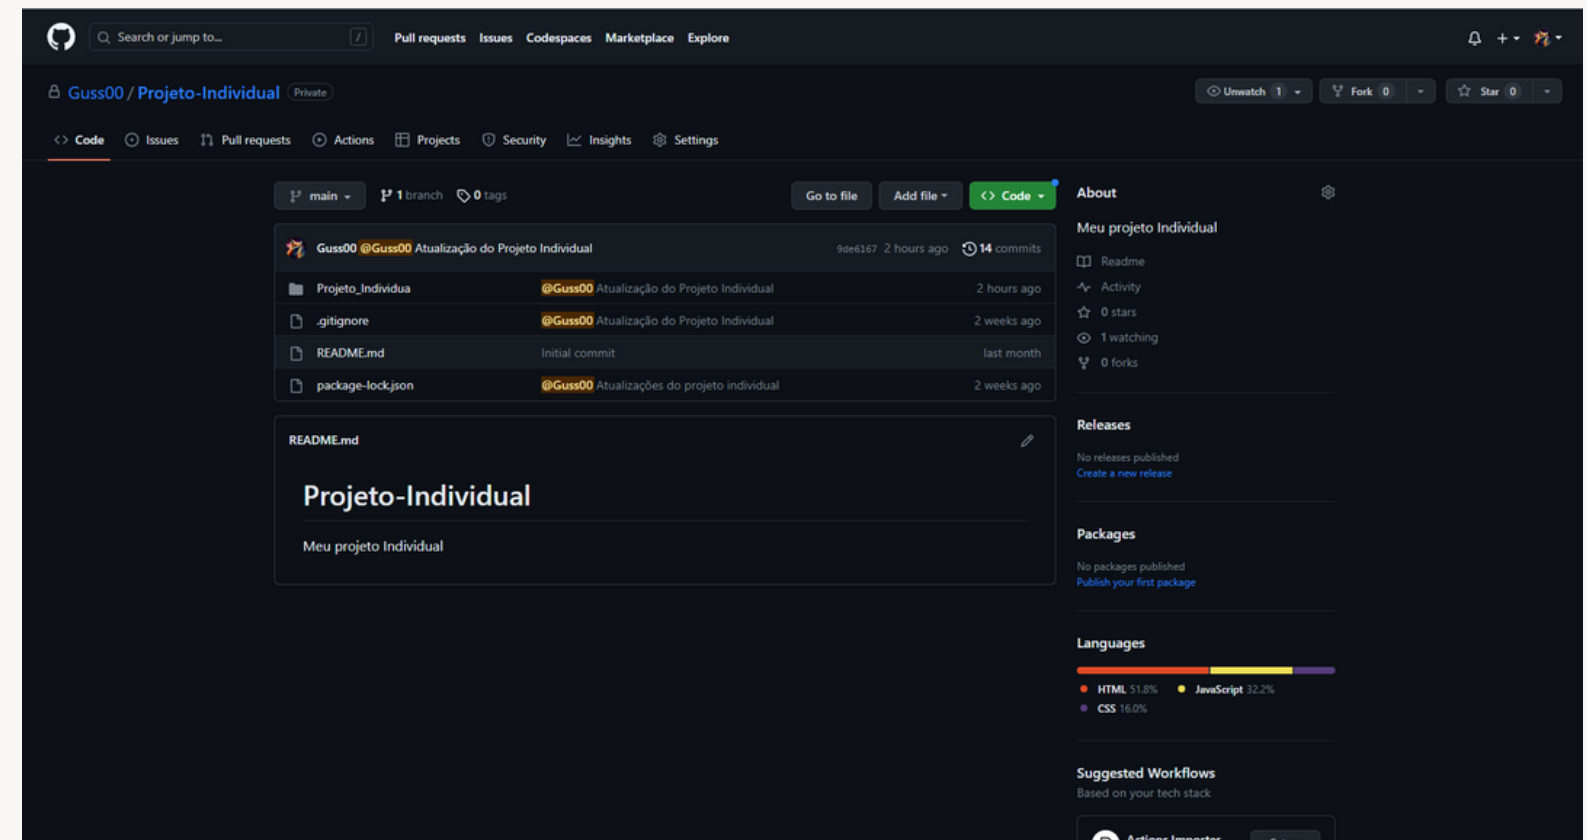 Search or jump to... /
Pull requests Issues Codespaces Marketplace Explore
Guss00 / Projeto-Individual Private
Unwatch 1 Fork 0 Star 0
Code Issues Pull requests Actions Projects Security Insights Settings
main 1 branch 0 tags
Go to file Add file Code
Guss00 @Guss00 Atualização do Projeto Individual 9de6167 2 hours ago 14 commits
Projeto_Individua @Guss00 Atualização do Projeto Individual 2 hours ago
.gitignore @Guss00 Atualização do Projeto Individual 2 weeks ago
README.md Initial commit last month
package-lock.json @Guss00 Atualizações do projeto individual 2 weeks ago
README.md
Projeto-Individual
Meu projeto Individual
About
Meu projeto Individual
Readme
Activity
0 stars
1 watching
0 forks
Releases
No releases published
Create a new release
Packages
No packages published
Publish your first package
Languages
HTML 51.8% JavaScript 32.2%
CSS 16.0%
Suggested Workflows
Based on your tech stack
Actions Importer